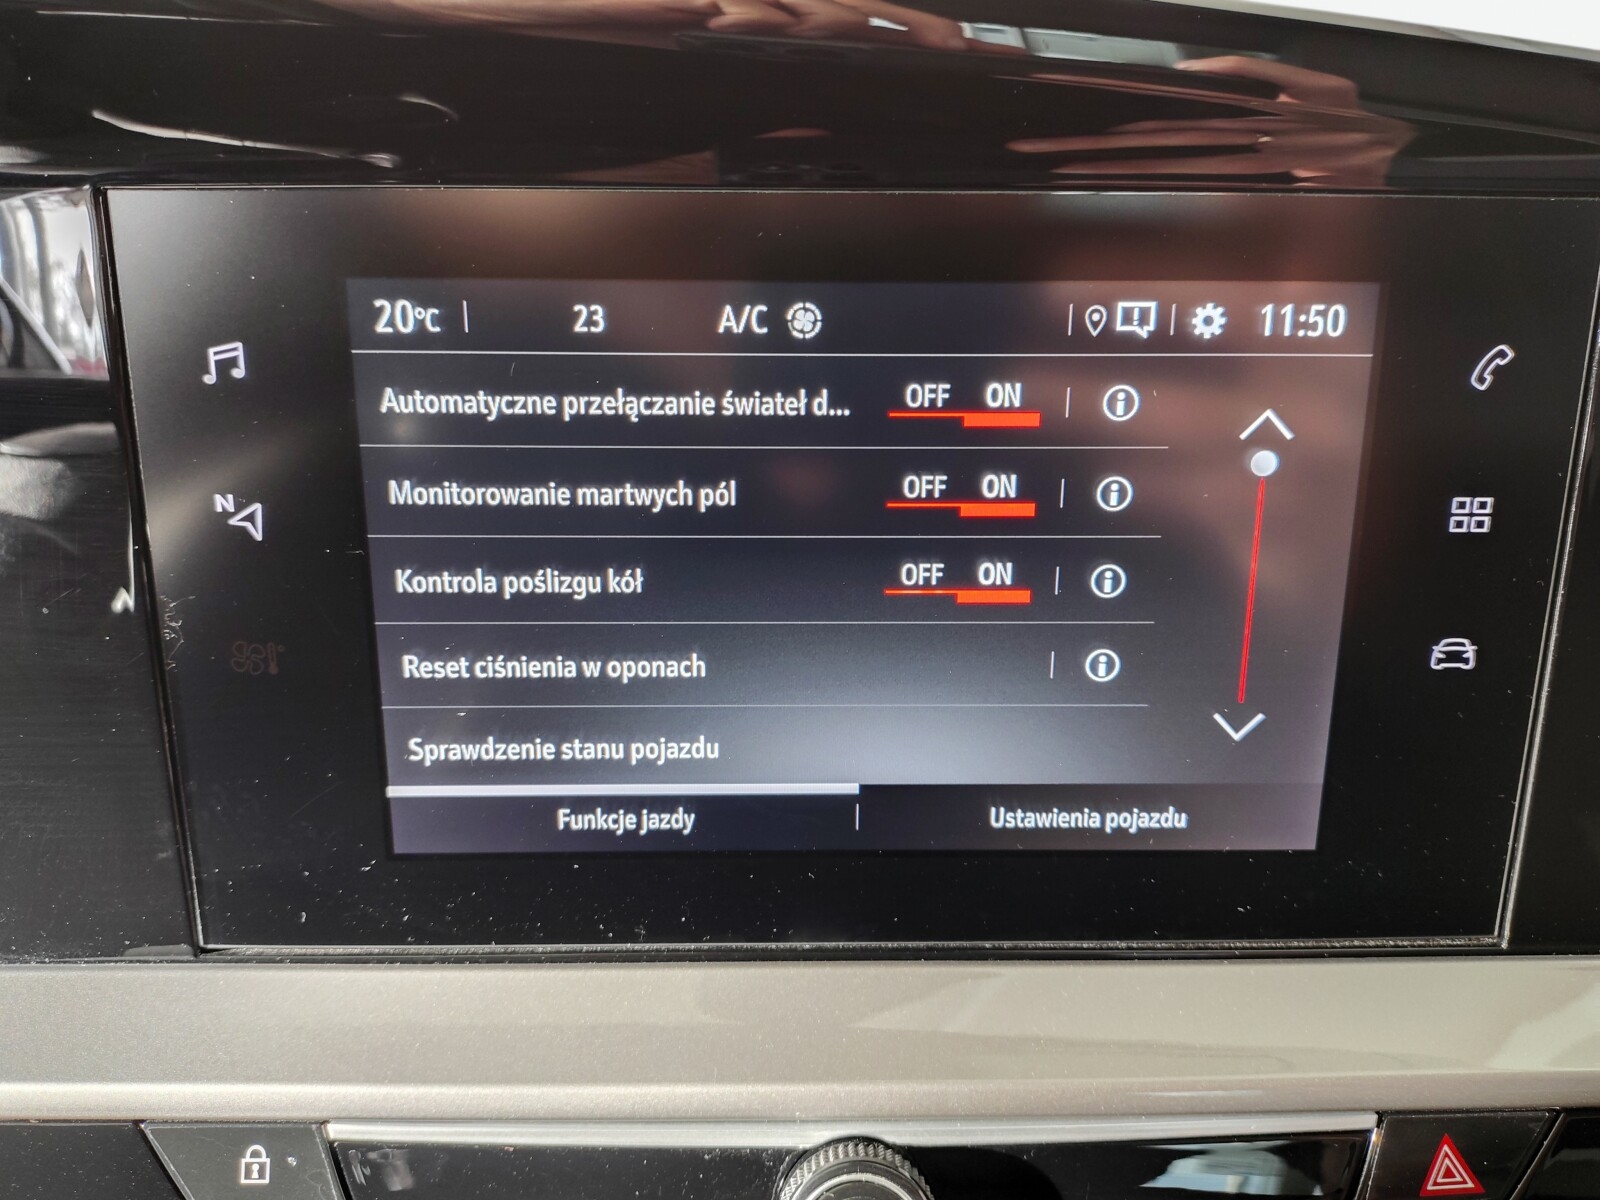 20°C 23 A/C 11:50
Automatyczne przełączanie świateł d... OFF ON
Monitorowanie martwych pól OFF ON
Kontrola poślizgu kół OFF ON
Reset ciśnienia w oponach
Sprawdzenie stanu pojazdu
Funkcje jazdy Ustawienia pojazdu
N